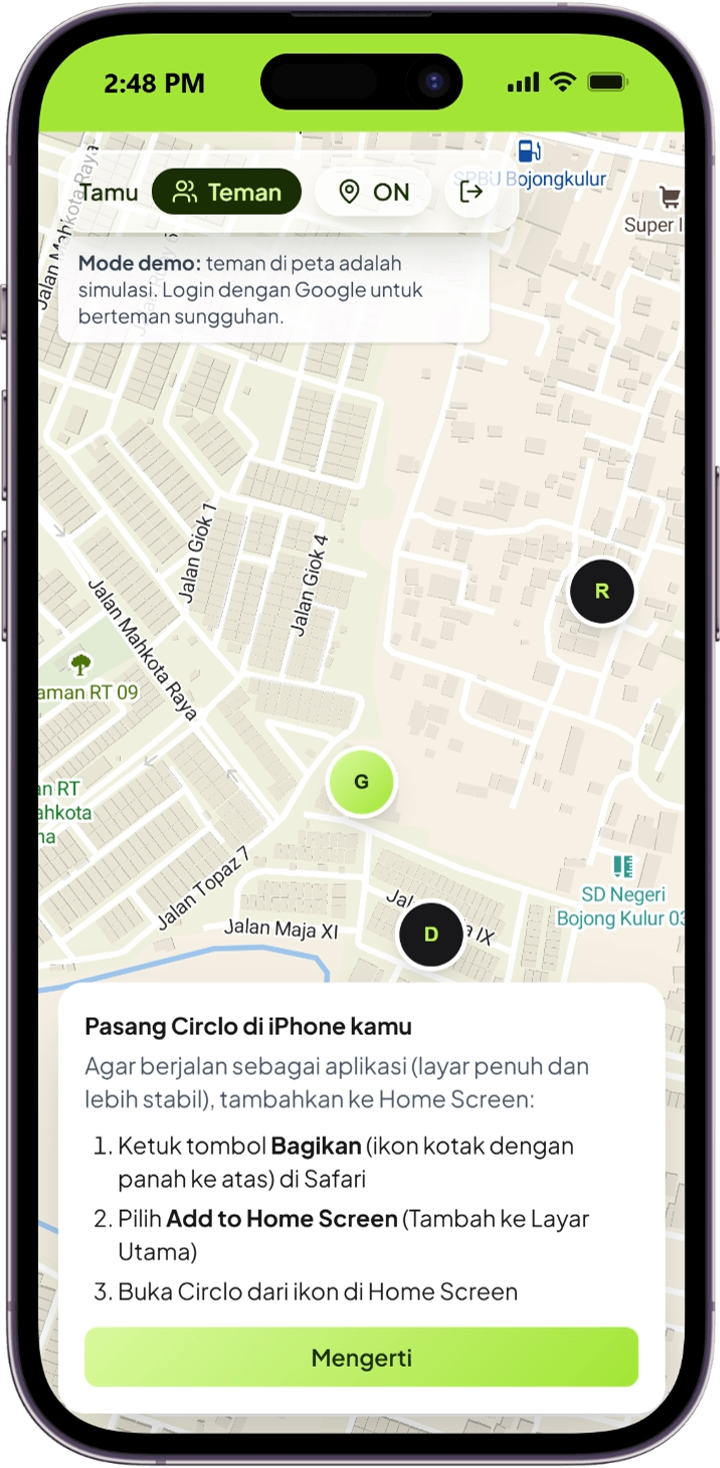 2:48 PM
Tamu
Teman
ON
SPBU Bojongkulur
Super I
Jalan Mahkota Raya
Mode demo: teman di peta adalah
simulasi. Login dengan Google untuk
berteman sungguhan.
Jalan Giok 1
Jalan Giok 4
R
Jalan Mahkota Raya
aman RT 09
G
an RT
ahkota
na
Jalan Topaz 7
SD Negeri
Bojong Kulur 03
Jalan Maja XI
Jal
a IX
D
Pasang Circlo di iPhone kamu
Agar berjalan sebagai aplikasi (layar penuh dan
lebih stabil), tambahkan ke Home Screen:
1. Ketuk tombol Bagikan (ikon kotak dengan
panah ke atas) di Safari
2. Pilih Add to Home Screen (Tambah ke Layar
Utama)
3. Buka Circlo dari ikon di Home Screen
Mengerti